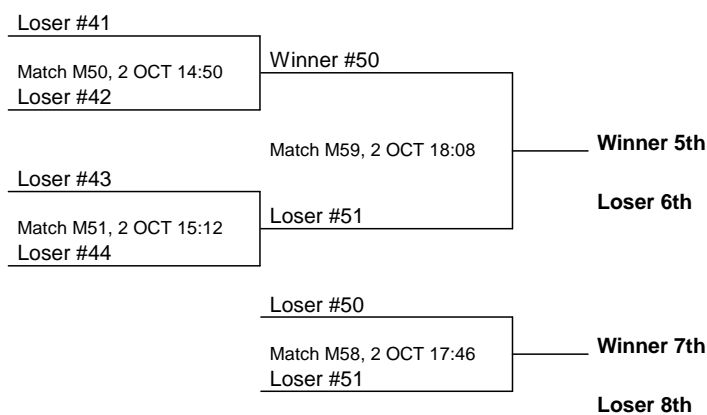 Loser #41
Match M50, 2 OCT 14:50
Loser #42
Winner #50
Match M59, 2 OCT 18:08
Winner 5th
Loser 6th
Loser #43
Match M51, 2 OCT 15:12
Loser #44
Loser #51
Loser #50
Match M58, 2 OCT 17:46
Loser #51
Winner 7th
Loser 8th